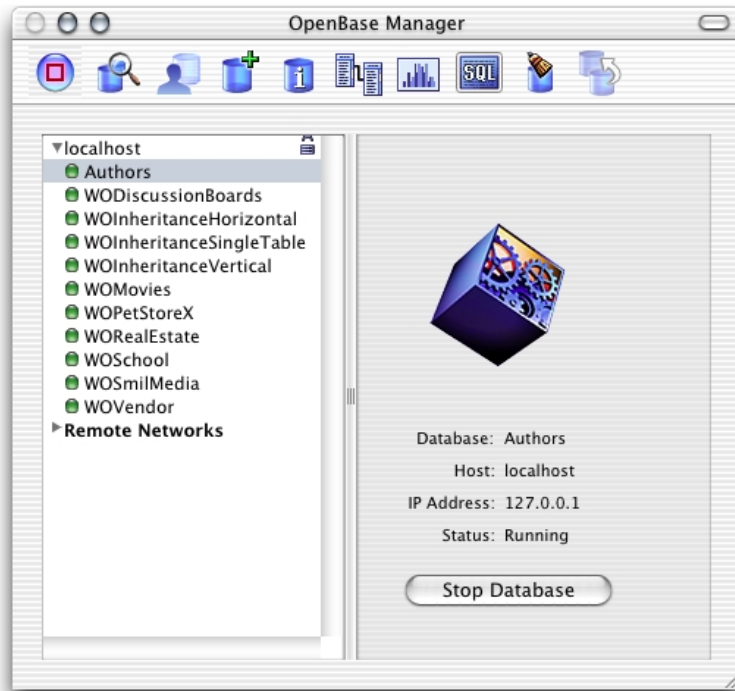 OpenBase Manager
SQL
localhost
Authors
WODiscussionBoards
WOInheritanceHorizontal
WOInheritanceSingleTable
WOInheritanceVertical
WOMovies
WOPetStoreX
WORealEstate
WOSchool
WOSmilMedia
WOVendor
Remote Networks
Database: Authors
Host: localhost
IP Address: 127.0.0.1
Status: Running
Stop Database